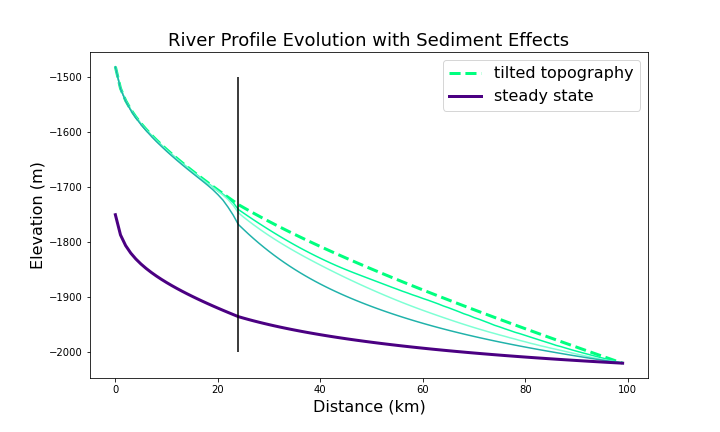 River Profile Evolution with Sediment Effects
tilted topography
steady state
Elevation (m)
−1500
−1600
−1700
−1800
−1900
−2000
0
20
40
60
80
100
Distance (km)